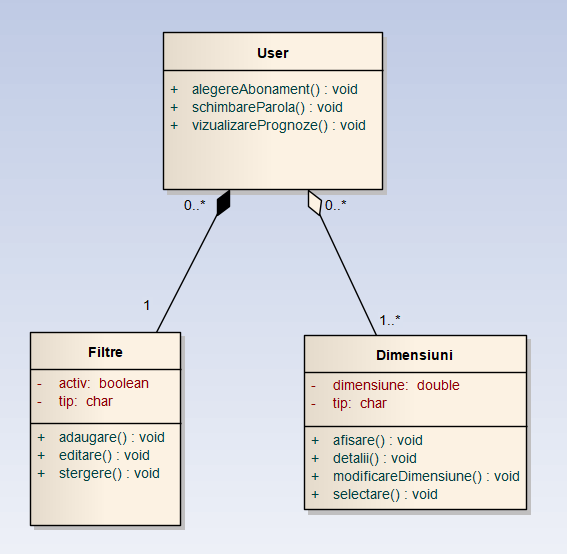 User
+ alegereAbonament() : void
+ schimbareParola() : void
+ vizualizarePrognoze() : void
0..* 0..*
1
1..*
Filtre
- activ: boolean
- tip: char
+ adaugare() : void
+ editare() : void
+ stergere() : void
Dimensiuni
- dimensiune: double
- tip: char
+ afisare() : void
+ detalii() : void
+ modificareDimensiune() : void
+ selectare() : void